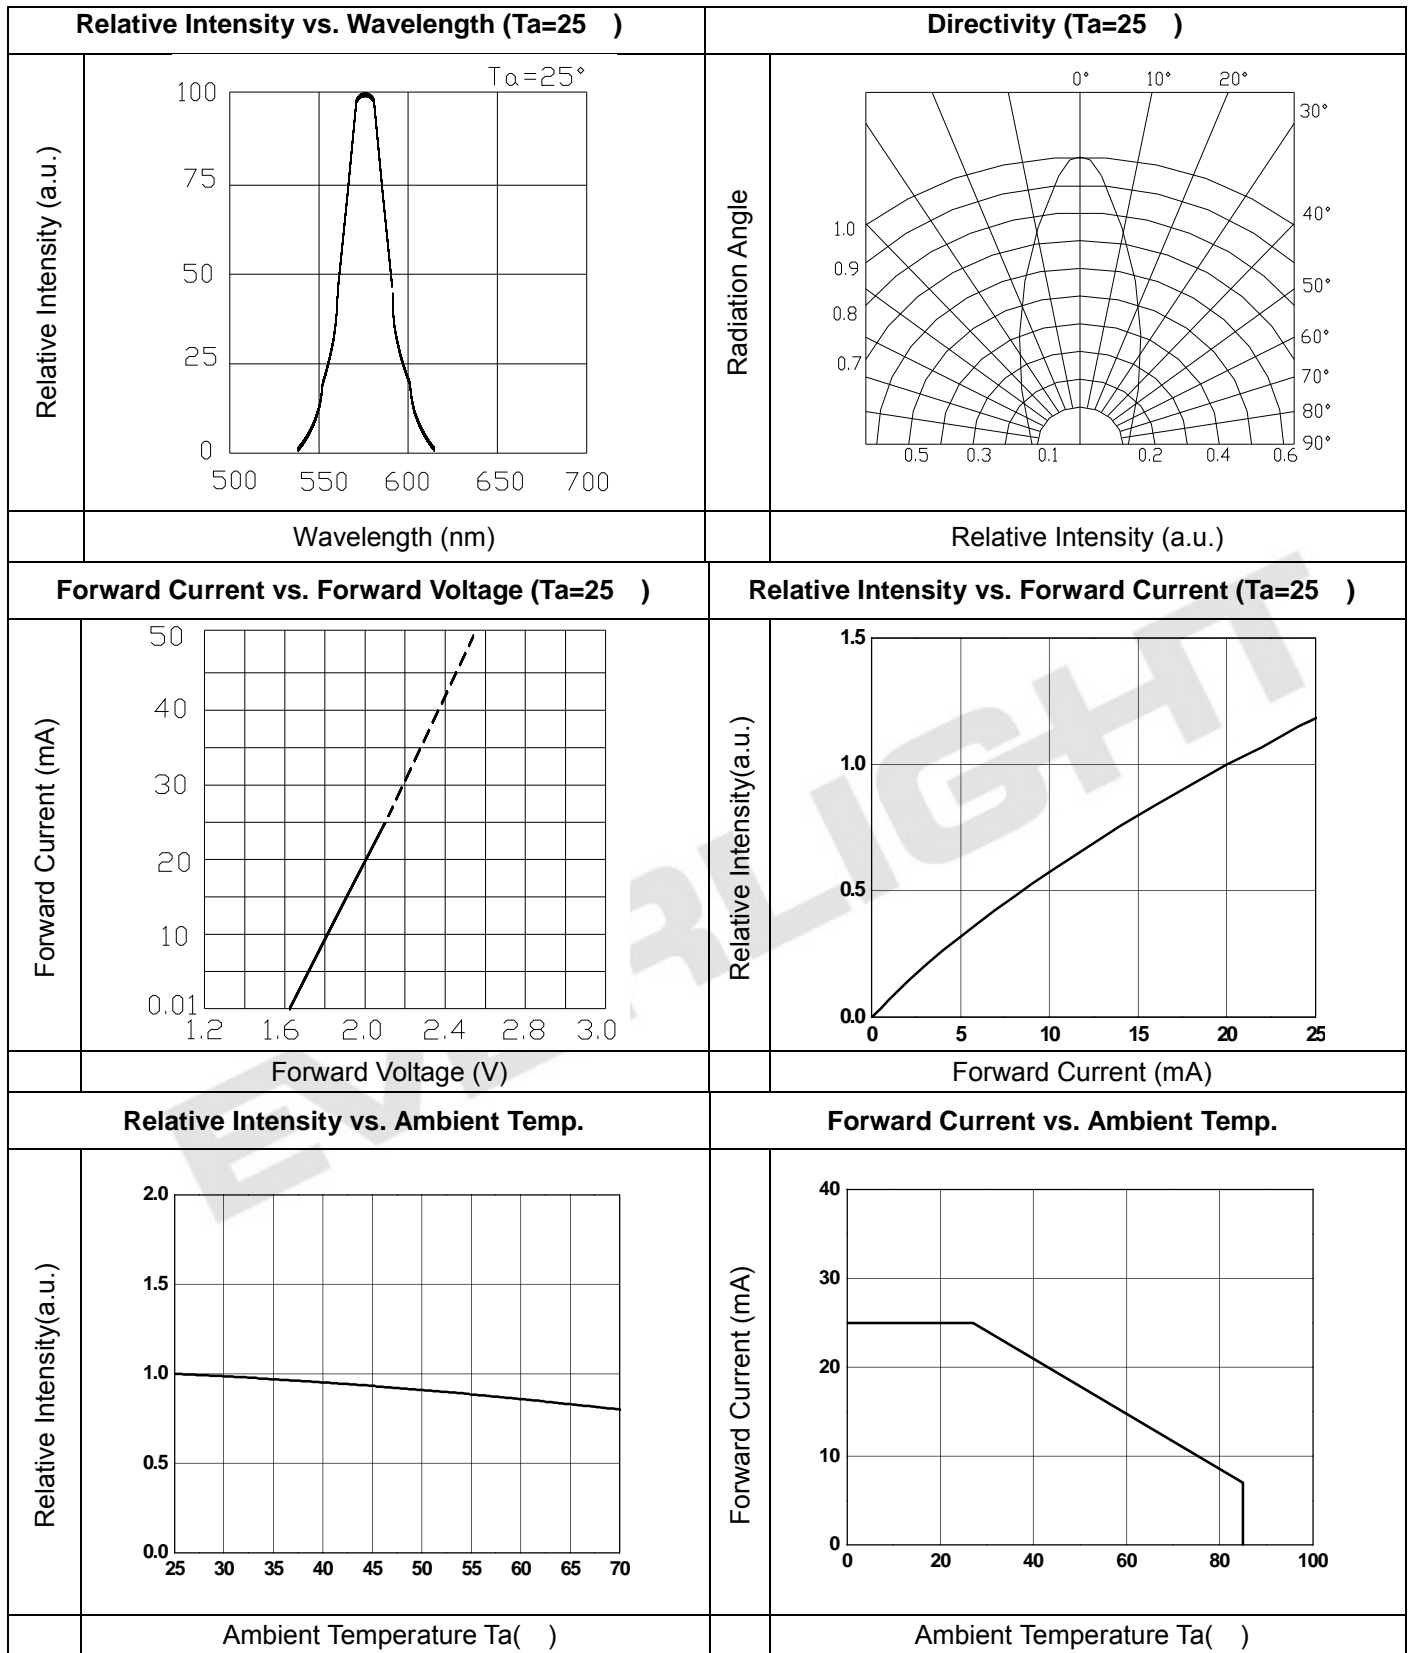 Relative Intensity vs. Wavelength (Ta=25 )
Directivity (Ta=25 )
Relative Intensity (a.u.)
Ta=25°
100
75
50
25
0
500 550 600 650 700
Wavelength (nm)
Radiation Angle
0° 10° 20°
30°
40°
50°
60°
70°
80°
90°
1.0
0.9
0.8
0.7
0.5 0.3 0.1 0.2 0.4 0.6
Relative Intensity (a.u.)
Forward Current vs. Forward Voltage (Ta=25 )
Relative Intensity vs. Forward Current (Ta=25 )
Forward Current (mA)
50
40
30
20
10
0.01
1.2 1.6 2.0 2.4 2.8 3.0
Forward Voltage (V)
Relative Intensity(a.u.)
1.5
1.0
0.5
0.0
0 5 10 15 20 25
Forward Current (mA)
Relative Intensity vs. Ambient Temp.
Forward Current vs. Ambient Temp.
Relative Intensity(a.u.)
2.0
1.5
1.0
0.5
0.0
25 30 35 40 45 50 55 60 65 70
Ambient Temperature Ta( )
Forward Current (mA)
40
30
20
10
0
0 20 40 60 80 100
Ambient Temperature Ta( )
EVERLIGHT